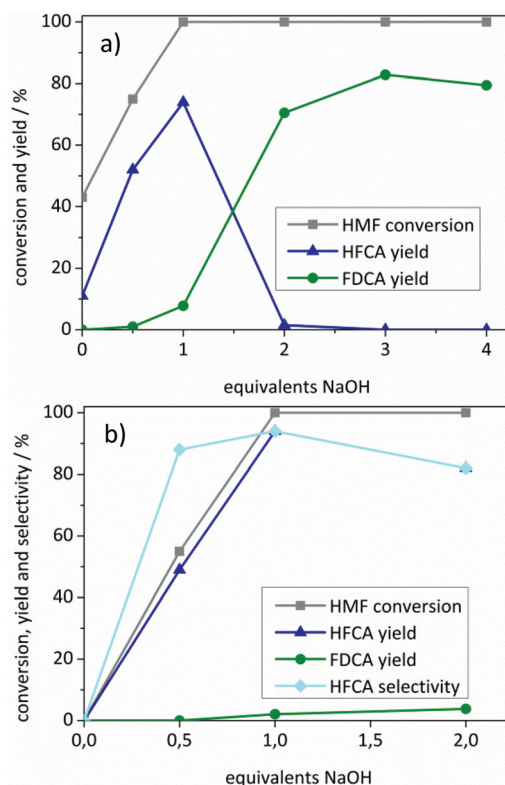 a)
conversion and yield / %
100
80
60
40
20
0
HMF conversion
HFCA yield
FDCA yield
0 1 2 3 4
equivalents NaOH
b)
conversion, yield and selectivity / %
100
80
60
40
20
0
HMF conversion
HFCA yield
FDCA yield
HFCA selectivity
0,0 0,5 1,0 1,5 2,0
equivalents NaOH